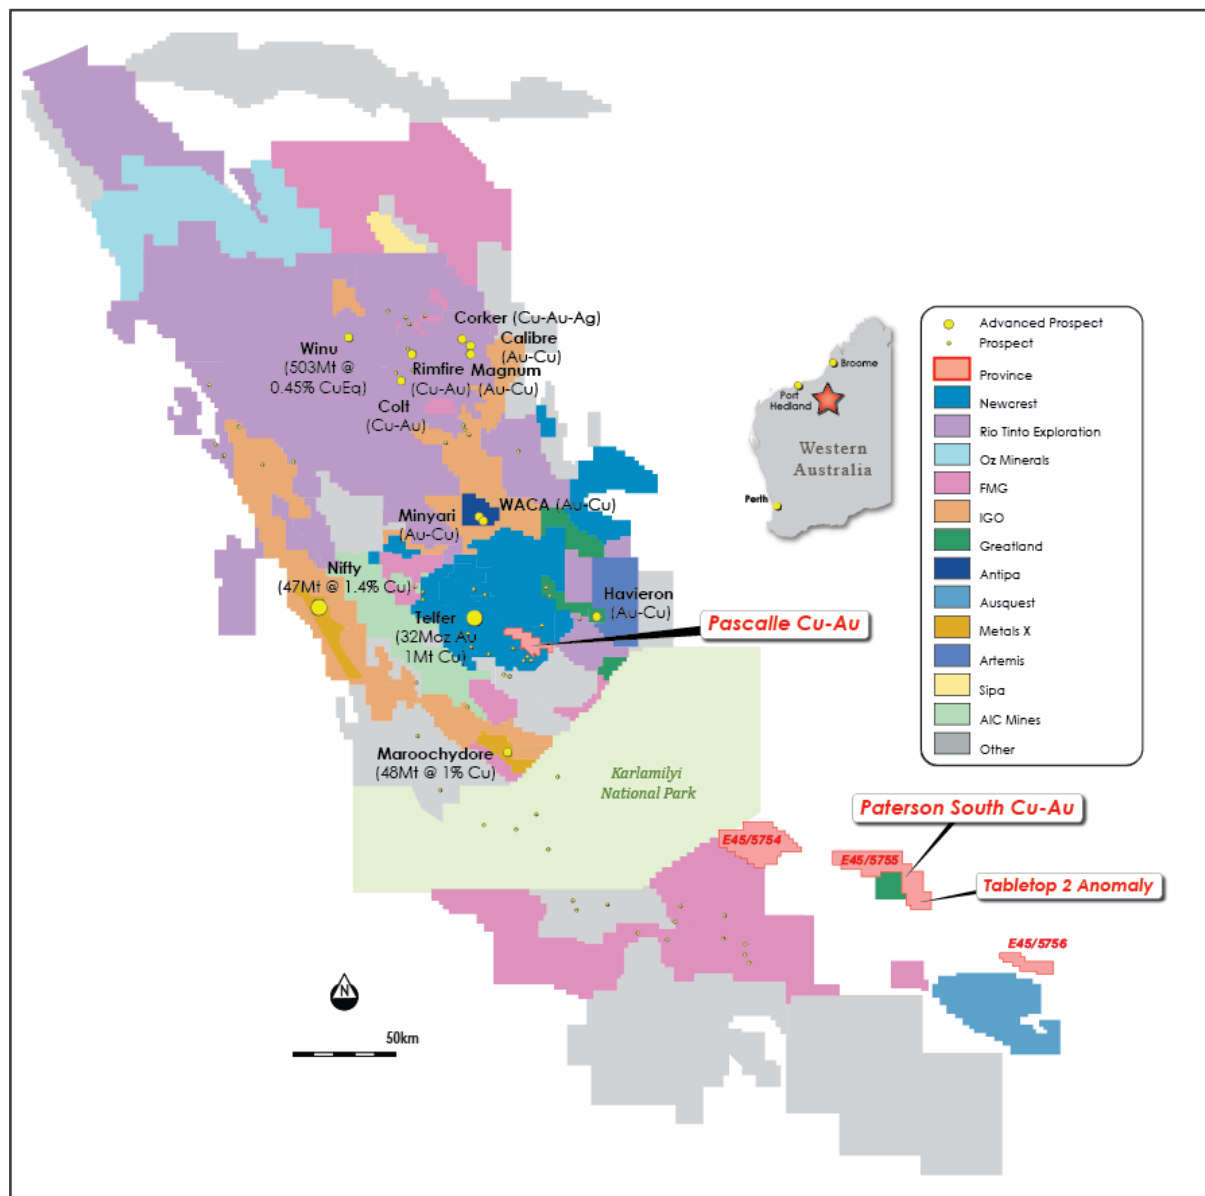 Corker (Cu-Au-Ag)
Calibre
(Au-Cu)
Winu
(503Mt @
0.45% CuEq)
Rimfire
(Cu-Au)
Magnum
(Au-Cu)
Colt
(Cu-Au)
WACA (Au-Cu)
Minyari
(Au-Cu)
Nifty
(47Mt @ 1.4% Cu)
Telfer
(32Moz Au
1Mt Cu)
Havieron
(Au-Cu)
Pascalle Cu-Au
Maroochydore
(48Mt @ 1% Cu)
Karlamilyi
National Park
E45/5754
Paterson South Cu-Au
E45/5755
Tabletop 2 Anomaly
E45/5756
N
50km
Broome
Port
Hedland
Western
Australia
Perth
Advanced Prospect
Prospect
Province
Newcrest
Rio Tinto Exploration
Oz Minerals
FMG
IGO
Greatland
Antipa
Ausquest
Metals X
Artemis
Sipa
AIC Mines
Other